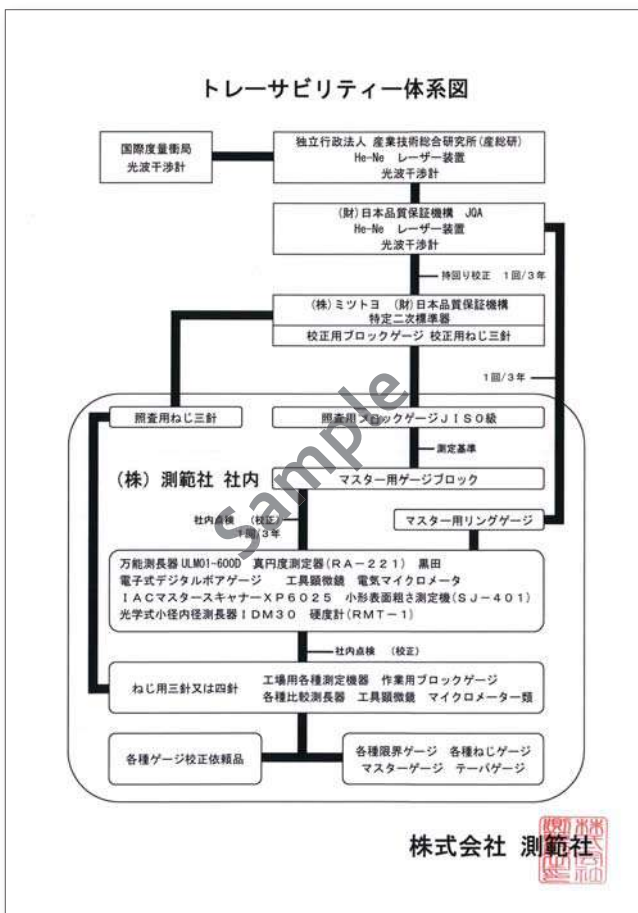 トレーサビリティー体系図
国際度量衡局
光波干渉計
独立行政法人 産業技術総合研究所(産総研)
He-Ne レーザー装置
光波干渉計
(財)日本品質保証機構 JQA
He-Ne レーザー装置
光波干渉計
持回り校正 1回/3年
(株)ミツトヨ (財)日本品質保証機構
特定二次標準器
校正用ブロックゲージ 校正用ねじ三針
1回/3年
照査用ねじ三針
照査用ブロックゲージJIS0級
測定基準
(株)測範社 社内
マスター用ゲージブロック
社内点検 (校正)
1回/3年
マスター用リングゲージ
万能測長器ULM01-600D 真円度測定器(RA-221) 黒田
電子式デジタルボアゲージ 工具顕微鏡 電気マイクロメータ
IACマスタースキャナーXP6025 小形表面粗さ測定機(SJ-401)
光学式小径内径測長器IDM30 硬度計(RMT-1)
社内点検 (校正)
ねじ用三針又は四針
工場用各種測定機器 作業用ブロックゲージ
各種比較測長器 工具顕微鏡 マイクロメーター類
各種ゲージ校正依頼品
各種限界ゲージ 各種ねじゲージ
マスターゲージ テーパゲージ
Sample
株式会社 測範社